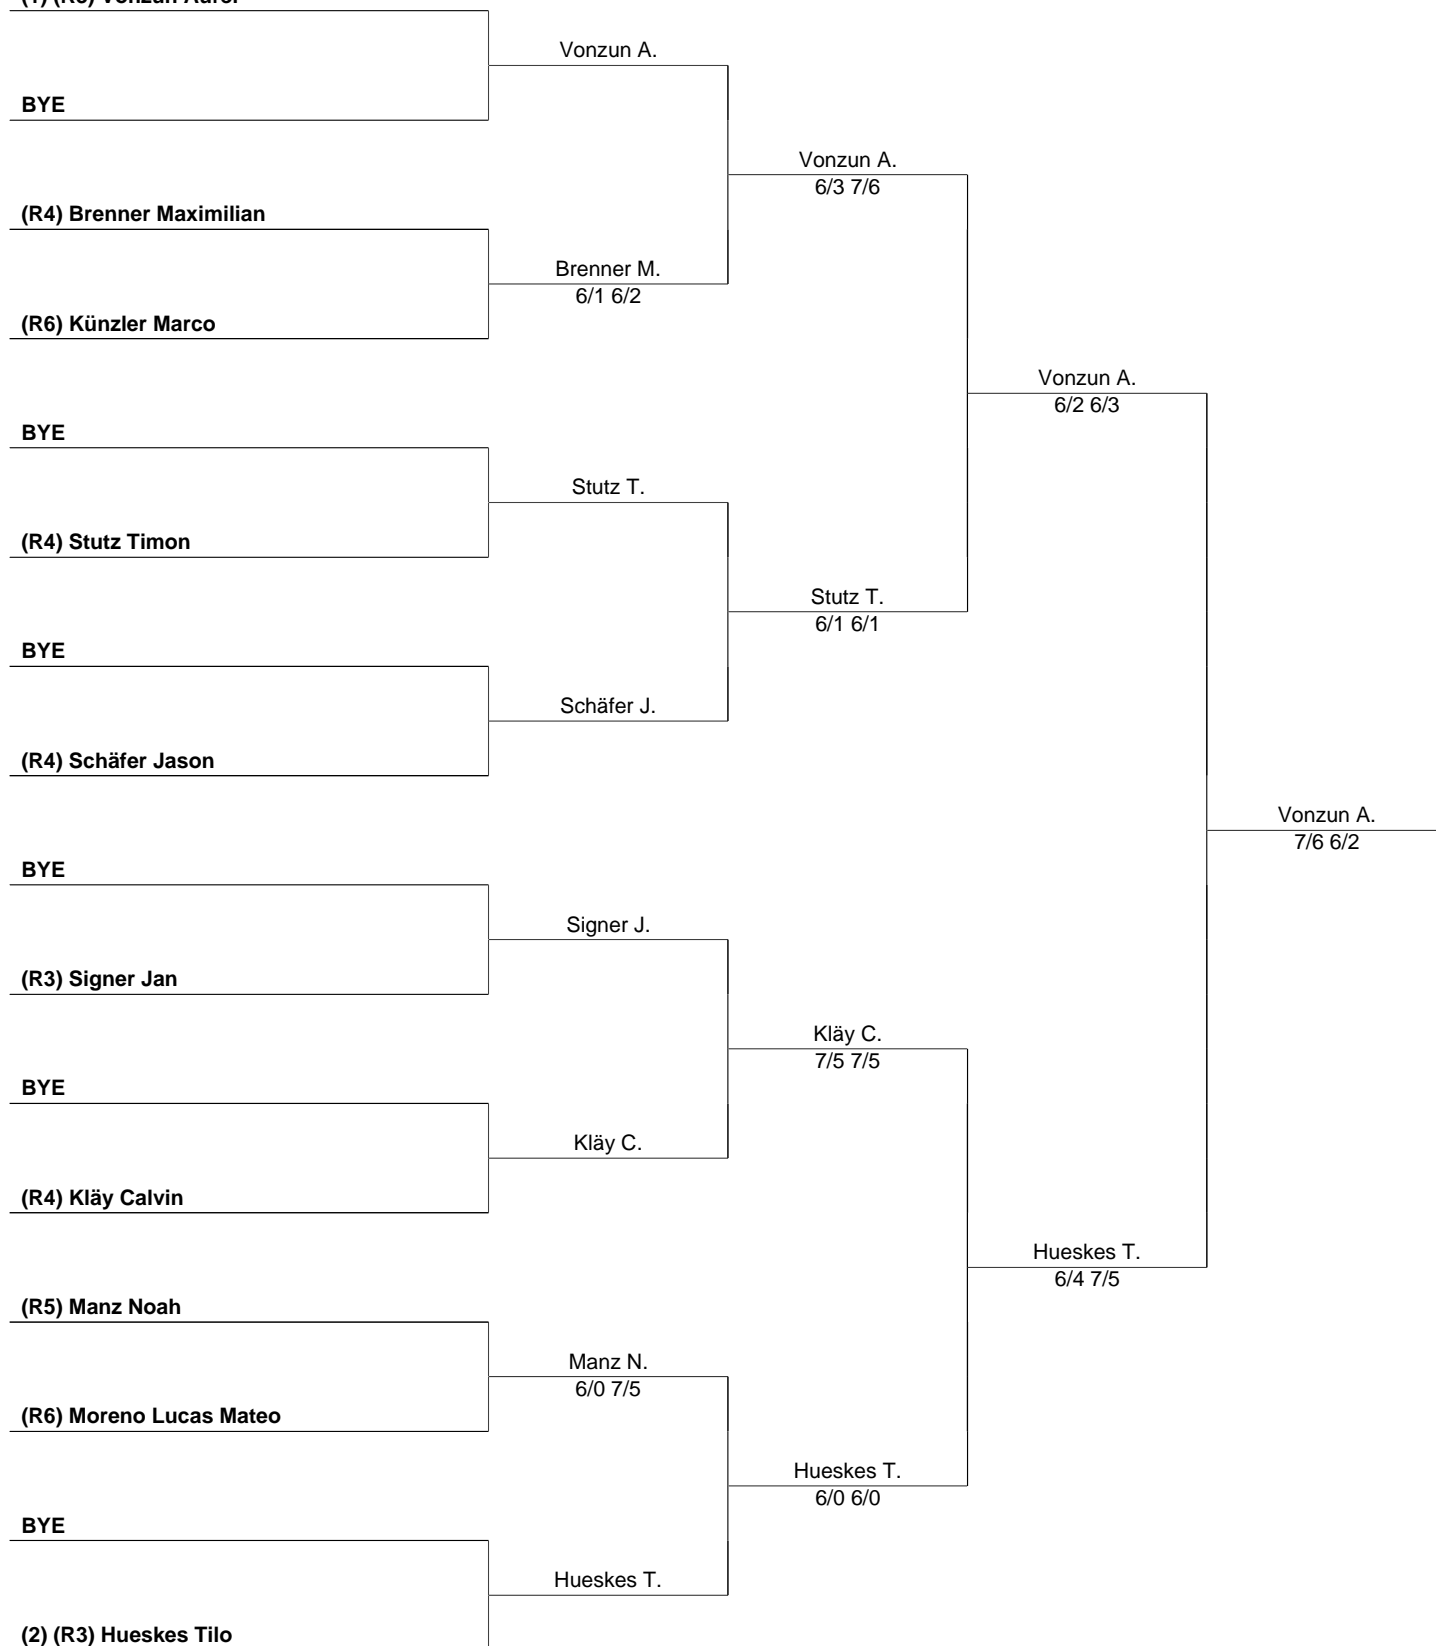 Vonzun A.
BYE
Vonzun A.
6/3 7/6
(R4) Brenner Maximilian
Brenner M.
6/1 6/2
(R6) Künzler Marco
Vonzun A.
6/2 6/3
BYE
Stutz T.
(R4) Stutz Timon
Stutz T.
6/1 6/1
BYE
Schäfer J.
(R4) Schäfer Jason
Vonzun A.
7/6 6/2
BYE
Signer J.
(R3) Signer Jan
Kläy C.
7/5 7/5
BYE
Kläy C.
(R4) Kläy Calvin
Hueskes T.
6/4 7/5
(R5) Manz Noah
Manz N.
6/0 7/5
(R6) Moreno Lucas Mateo
Hueskes T.
6/0 6/0
BYE
Hueskes T.
(2) (R3) Hueskes Tilo